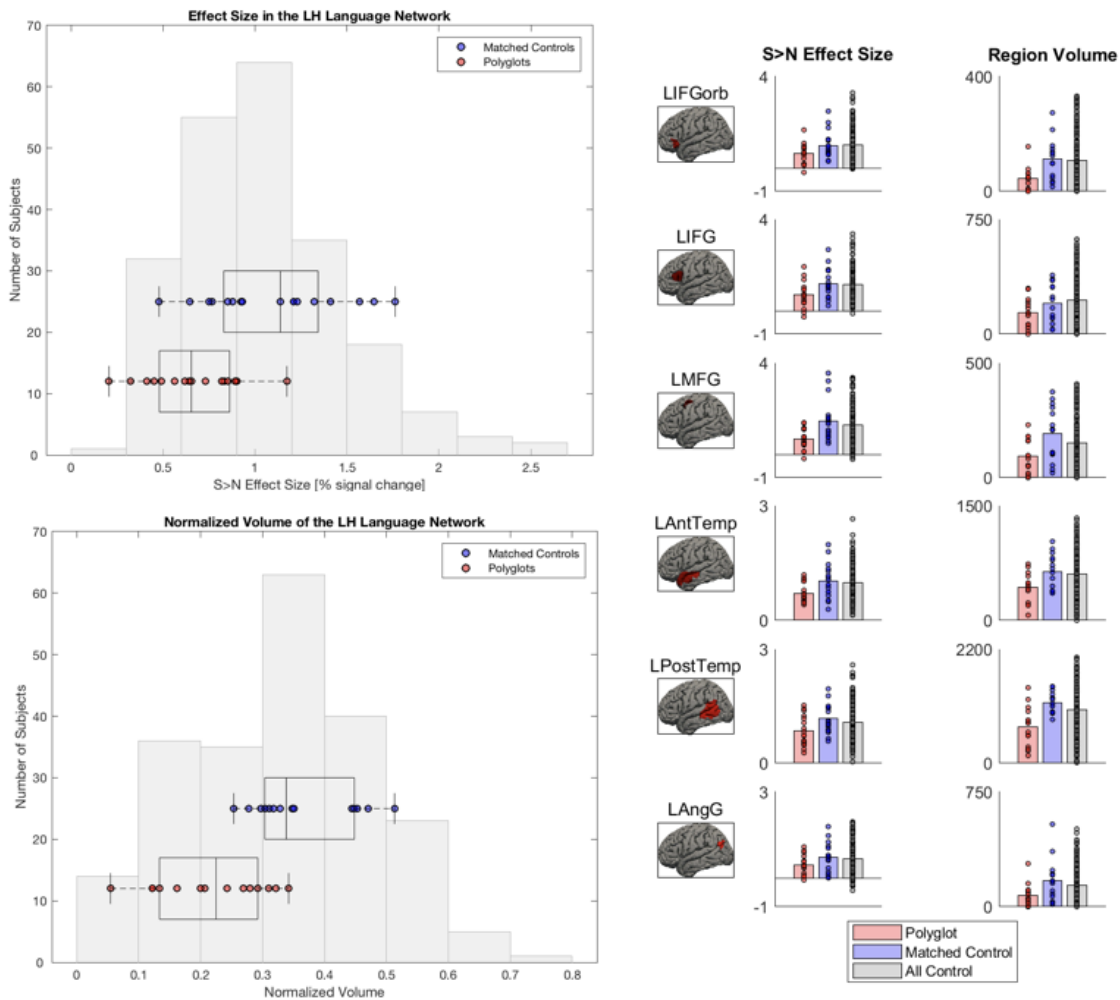 Effect Size in the LH Language Network
70
60
50
40
30
20
10
0
Number of Subjects
Matched Controls
Polyglots
0
0.5
1
1.5
2
2.5
S>N Effect Size [% signal change]
Normalized Volume of the LH Language Network
70
60
50
40
30
20
10
0
Number of Subjects
Matched Controls
Polyglots
0
0.1
0.2
0.3
0.4
0.5
0.6
0.7
0.8
Normalized Volume
S>N Effect Size
Region Volume
LIFGorb
4
-1
400
0
LIFG
4
-1
750
0
LMFG
4
-1
500
0
LAntTemp
3
0
1500
0
LPostTemp
3
0
2200
0
LAngG
3
-1
750
0
Polyglot
Matched Control
All Control